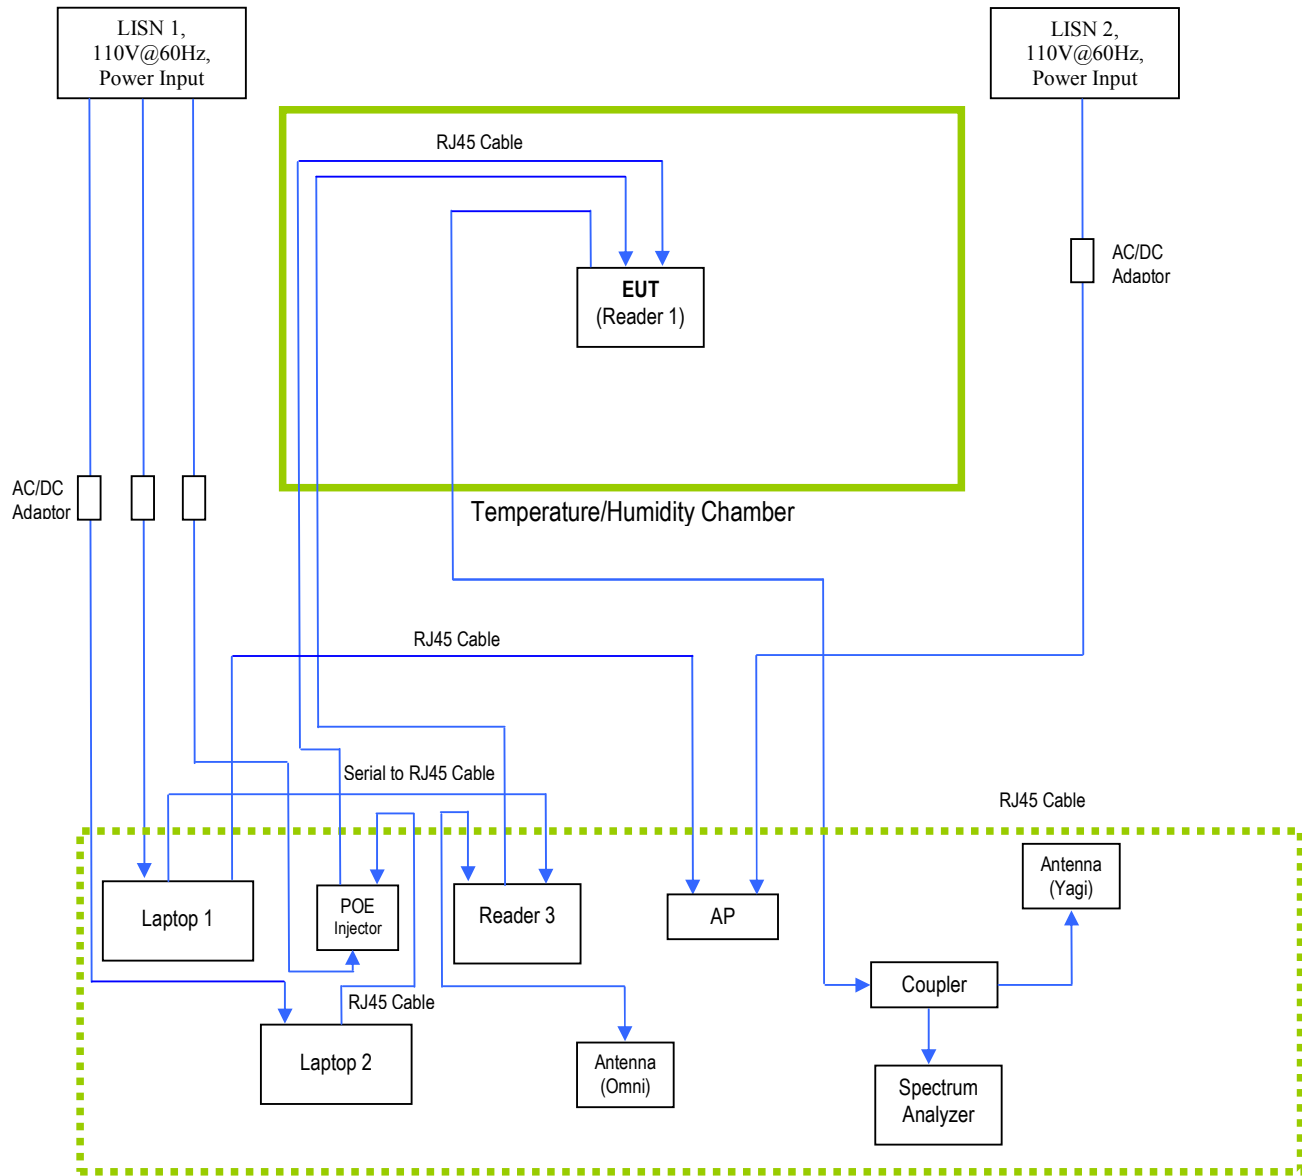 LISN 1,
110V@60Hz,
Power Input
LISN 2,
110V@60Hz,
Power Input
RJ45 Cable
AC/DC
Adaptor
EUT
(Reader 1)
AC/DC
Adaptor
Temperature/Humidity Chamber
RJ45 Cable
Serial to RJ45 Cable
RJ45 Cable
Antenna
(Yagi)
Laptop 1
POE
Injector
Reader 3
AP
Coupler
RJ45 Cable
Laptop 2
Antenna
(Omni)
Spectrum
Analyzer